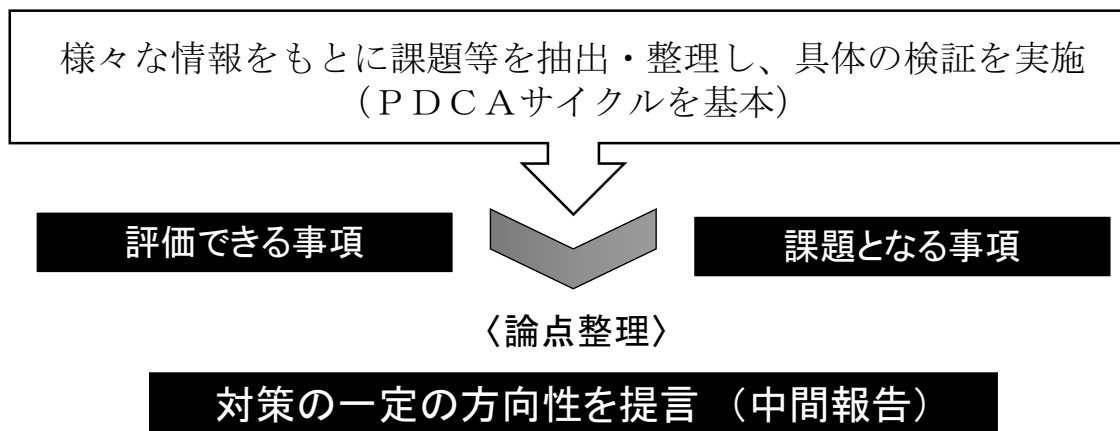 様々な情報をもとに課題等を抽出・整理し、具体の検証を実施
（ＰＤＣＡサイクルを基本）
評価できる事項
課題となる事項
〈論点整理〉
対策の一定の方向性を提言　（中間報告）